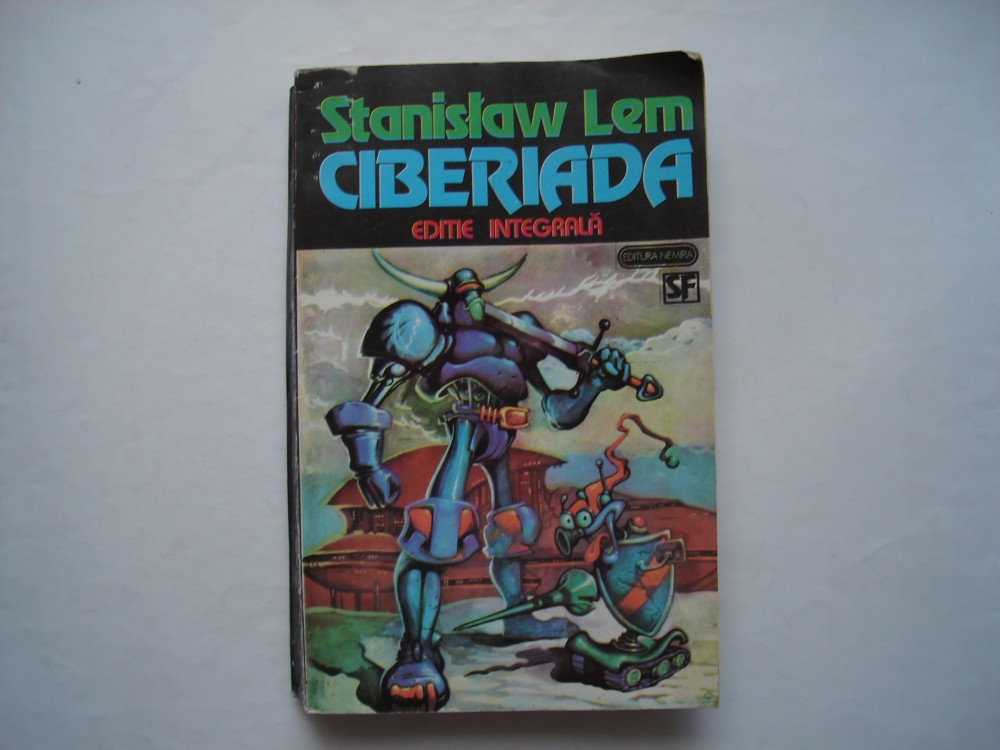 Stanisław Lem
CIBERIADA
EDITIE INTEGRALĂ
EDITURA NEMIRA
SF